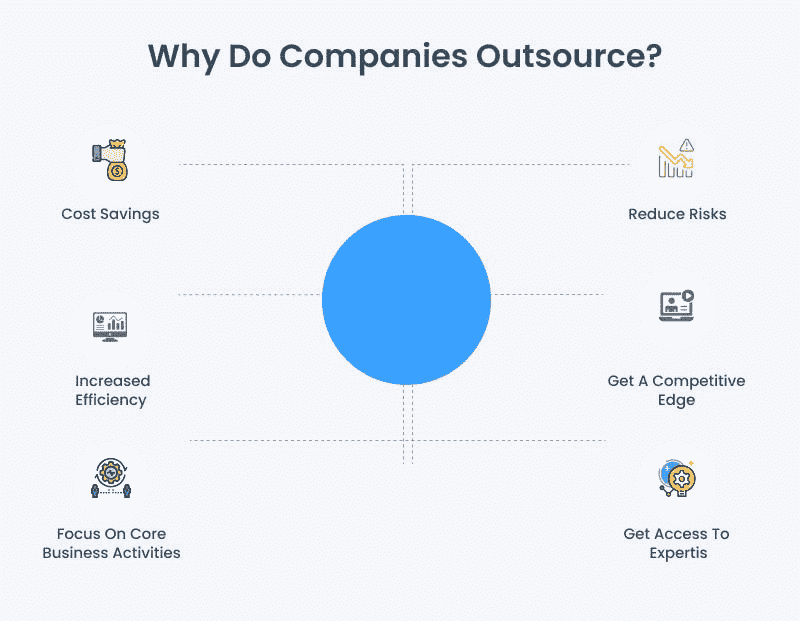 Why Do Companies Outsource?
Cost Savings
Reduce Risks
Increased
Efficiency
Get A Competitive
Edge
Focus On Core
Business Activities
Get Access To
Expertis